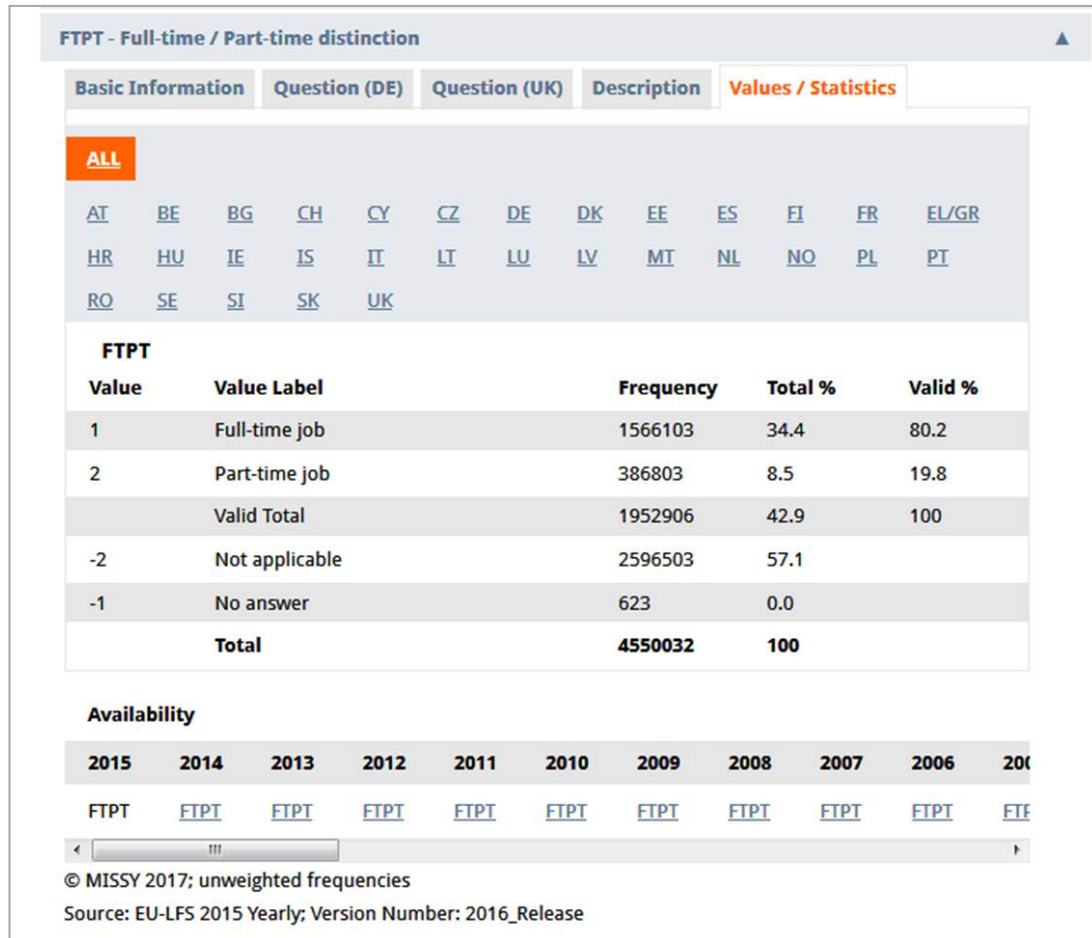 FTPT - Full-time / Part-time distinction ▲
Basic Information Question (DE) Question (UK) Description Values / Statistics
ALL
AT BE BG CH CY CZ DE DK EE ES FI FR EL/GR
HR HU IE IS IT LT LU LV MT NL NO PL PT
RO SE SI SK UK
FTPT
Value Value Label Frequency Total % Valid %
1 Full-time job 1566103 34.4 80.2
2 Part-time job 386803 8.5 19.8
Valid Total 1952906 42.9 100
-2 Not applicable 2596503 57.1
-1 No answer 623 0.0
Total 4550032 100
Availability
2015 2014 2013 2012 2011 2010 2009 2008 2007 2006
FTPT FTPT FTPT FTPT FTPT FTPT FTPT FTPT FTPT FTPT
© MISSY 2017; unweighted frequencies
Source: EU-LFS 2015 Yearly; Version Number: 2016_Release